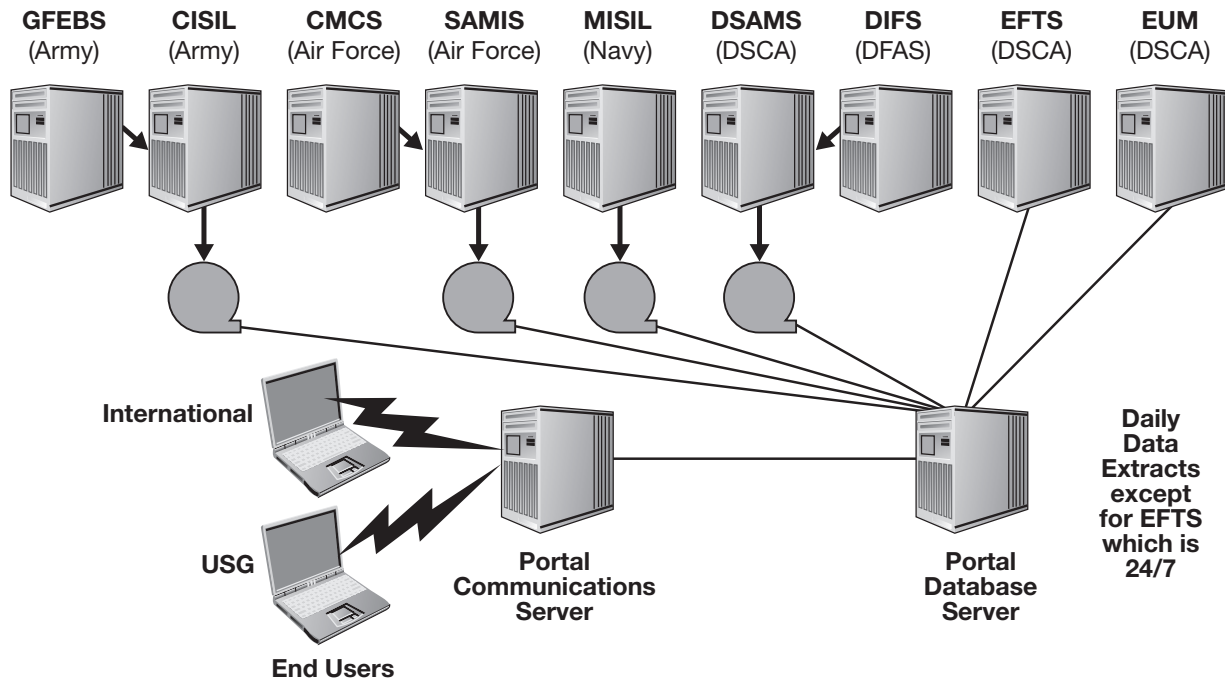 GFEBS CISIL CMCS SAMIS MISIL DSAMS DIFS EFTS EUM
(Army) (Army) (Air Force) (Air Force) (Navy) (DSCA) (DFAS) (DSCA) (DSCA)
International
USG
End Users
Portal
Communications
Server
Portal
Database
Server
Daily
Data
Extracts
except
for EFTS
which is
24/7